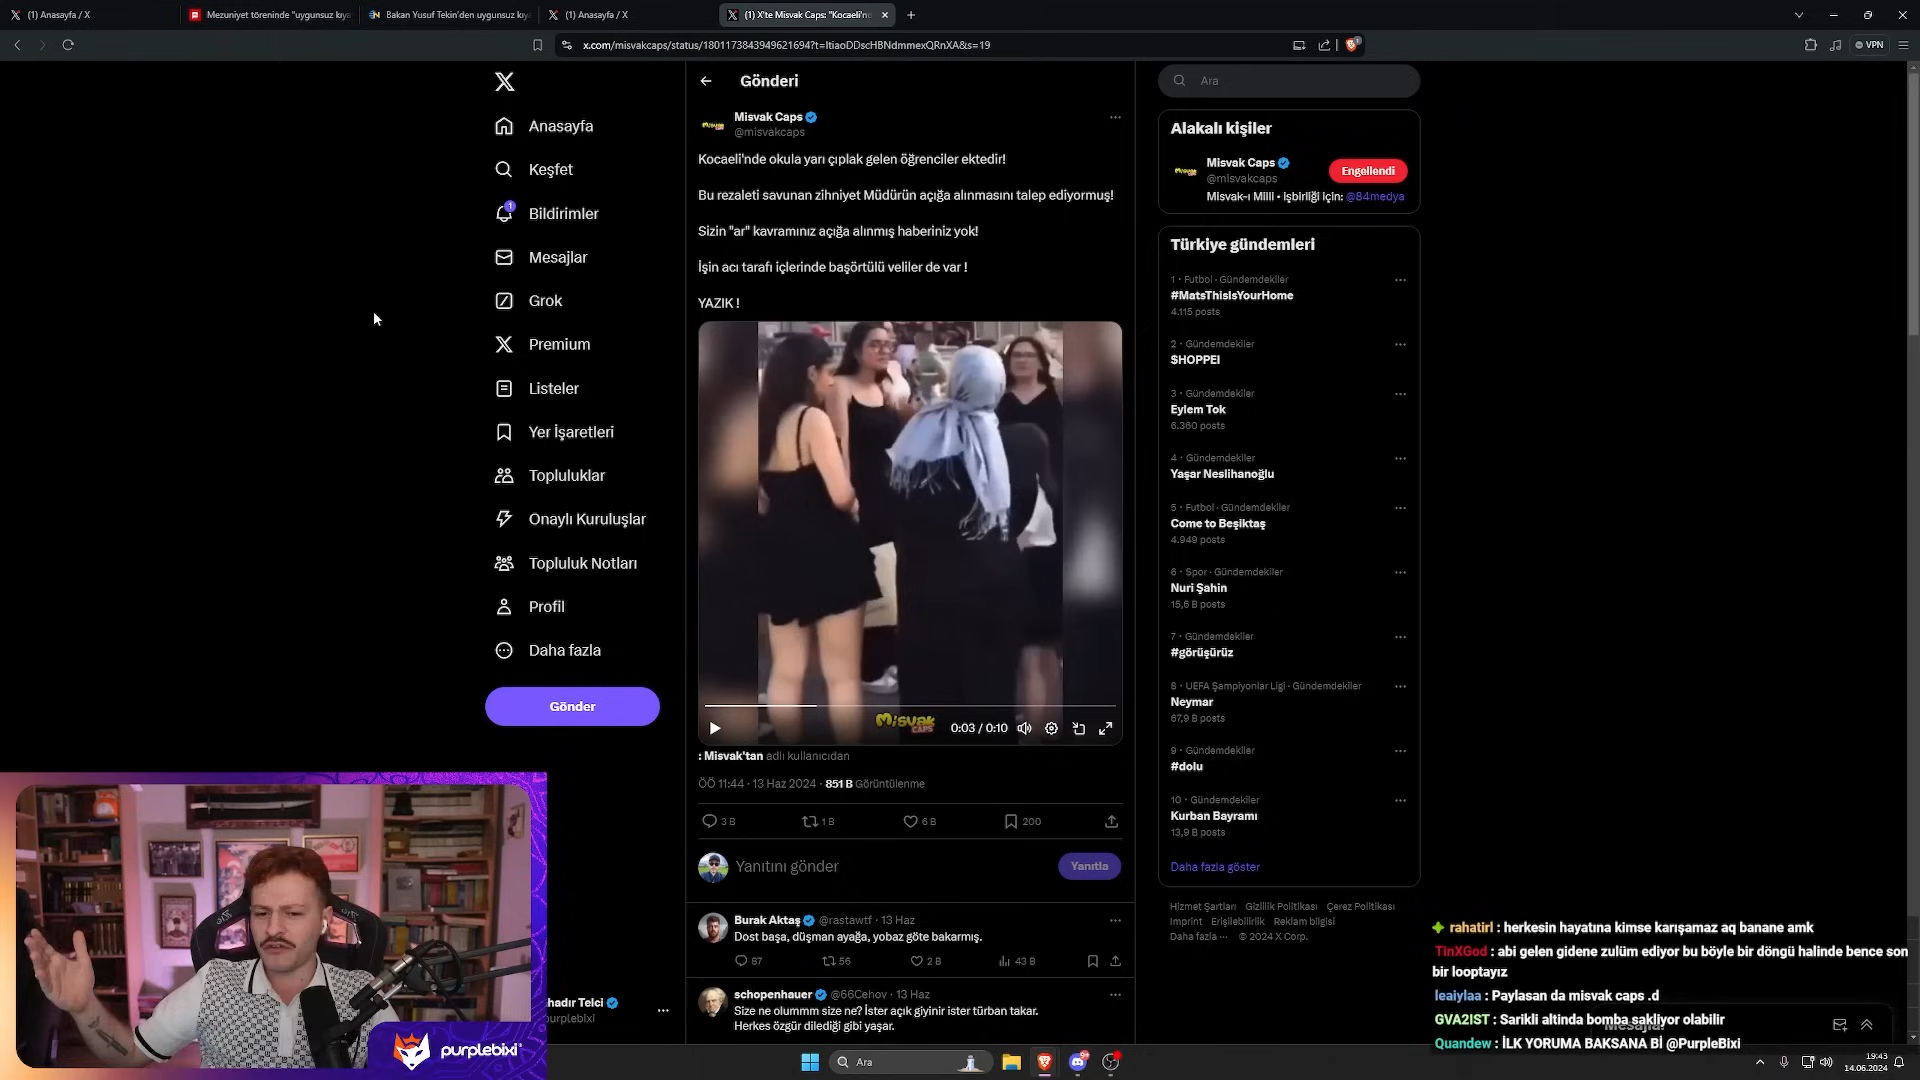 (1) Anasayfa / X
Mezuniyet töreninde "uygunsuz kıya
Bakan Yusuf Tekin'den uygunsuz kıy
(1) Anasayfa / X
(1) X'te Misvak Caps: "Kocaeli'nd
x.com/misvakcaps/status/1801173843949621694?t=ltiaoDDscHBNdmmexQRnXA&s=19
VPN
Anasayfa
Keşfet
1
Bildirimler
Mesajlar
Grok
Premium
Listeler
Yer İşaretleri
Topluluklar
Onaylı Kuruluşlar
Topluluk Notları
Profil
Daha fazla
Gönder
hadır Telci
purplebixi
Gönderi
Misvak Caps
@misvakcaps
Kocaeli'nde okula yarı çıplak gelen öğrenciler ektedir!
Bu rezaleti savunan zihniyet Müdürün açığa alınmasını talep ediyormuş!
Sizin "ar" kavramınız açığa alınmış haberiniz yok!
İşin acı tarafı içlerinde başörtülü veliler de var !
YAZIK !
Misvak
CAPS
0:03 / 0:10
: Misvak'tan adlı kullanıcıdan
ÖÖ 11:44 · 13 Haz 2024 · 851 B Görüntülenme
3 B
1 B
6 B
200
Yanıtını gönder
Yanıtla
Burak Aktaş @rastawtf · 13 Haz
Dost başa, düşman ayağa, yobaz göte bakarmış.
87
56
2 B
43 B
schopenhauer @66Cehov · 13 Haz
Size ne olummm size ne? İster açık giyinir ister türban takar.
Herkes özgür dilediği gibi yaşar.
Ara
Alakalı kişiler
Misvak Caps
@misvakcaps
Engellendi
Misvak-ı Milli • işbirliği için: @84medya
Türkiye gündemleri
1 · Futbol · Gündemdekiler
#MatsThisIsYourHome
4.115 posts
2 · Gündemdekiler
$HOPPEI
3 · Gündemdekiler
Eylem Tok
6.360 posts
4 · Gündemdekiler
Yaşar Neslihanoğlu
5 · Futbol · Gündemdekiler
Come to Beşiktaş
4.949 posts
6 · Spor · Gündemdekiler
Nuri Şahin
15,6 B posts
7 · Gündemdekiler
#görüşürüz
8 · UEFA Şampiyonlar Ligi · Gündemdekiler
Neymar
67,9 B posts
9 · Gündemdekiler
#dolu
10 · Gündemdekiler
Kurban Bayramı
13,9 B posts
Daha fazla göster
Hizmet Şartları Gizlilik Politikası Çerez Politikası
Imprint Erişilebilirlik Reklam bilgisi
Daha fazla ··· © 2024 X Corp.
rahatirl : herkesin hayatına kimse karışamaz aq banane amk
TinXGod : abi gelen gidene zulüm ediyor bu böyle bir döngü halinde bence son
bir looptayız
leaiylaa : Paylasan da misvak caps .d
GVA2IST : Sarikli altinda bomba sakliyor olabilir
Mesajlar
Quandew : İLK YORUMA BAKSANA Bİ @PurpleBixi
purplebixi
Ara
19:43
14.06.2024